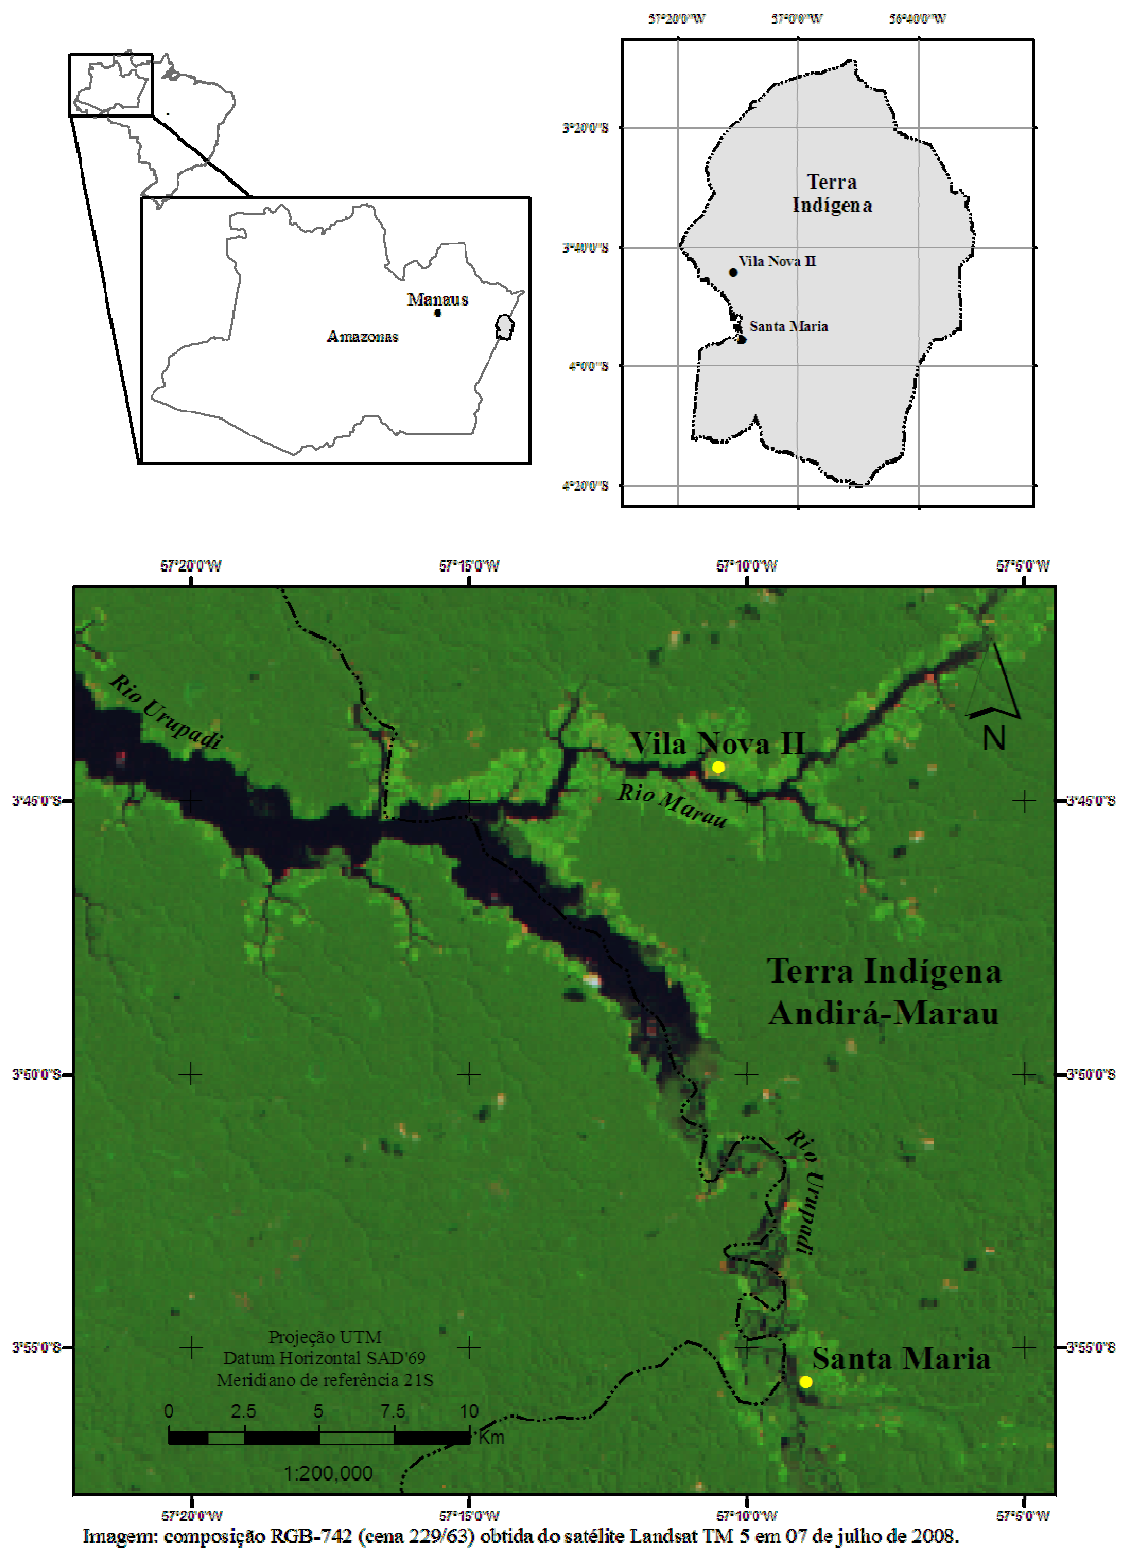 57°20'0"W 57°0'0"W 56°40'0"W
3°20'0"S
3°40'0"S
4°00'0"S
4°20'0"S
Terra
Indígena
Vila Nova II
Santa Maria
Manaus
Amazonas
57°20'0"W 57°15'0"W 57°10'0"W 57°5'0"W
Rio Urupadi
Vila Nova II
N
Rio Marau
3°45'0"S 3°45'0"S
Terra Indígena
Andirá-Marau
3°50'0"S 3°50'0"S
Rio Urupadi
Projeção UTM
Datum Horizontal SAD'69
Meridiano de referência 21S
3°55'0"S 3°55'0"S
Santa Maria
0 2.5 5 7.5 10
Km
1:200,000
57°20'0"W 57°15'0"W 57°10'0"W 57°5'0"W
Imagem: composição RGB-742 (cena 229/63) obtida do satélite Landsat TM 5 em 07 de julho de 2008.